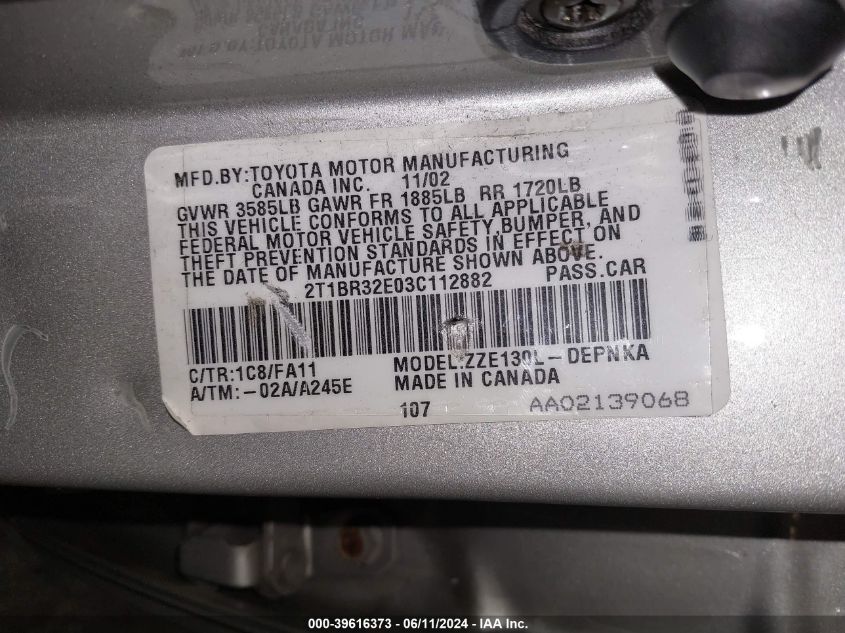 MFD.BY:TOYOTA MOTOR MANUFACTURING
CANADA INC. 11/02
GVWR 3585LB GAWR FR 1885LB RR 1720LB
THIS VEHICLE CONFORMS TO ALL APPLICABLE
FEDERAL MOTOR VEHICLE SAFETY,BUMPER, AND
THEFT PREVENTION STANDARDS IN EFFECT ON
THE DATE OF MANUFACTURE SHOWN ABOVE.
2T1BR32E03C112882 PASS.CAR
C/TR:1C8/FA11 MODEL:ZZE130L-DEPNKA
A/TM:-02A/A245E MADE IN CANADA
107 AA02139068
000-39616373 - 06/11/2024 - IAA Inc.